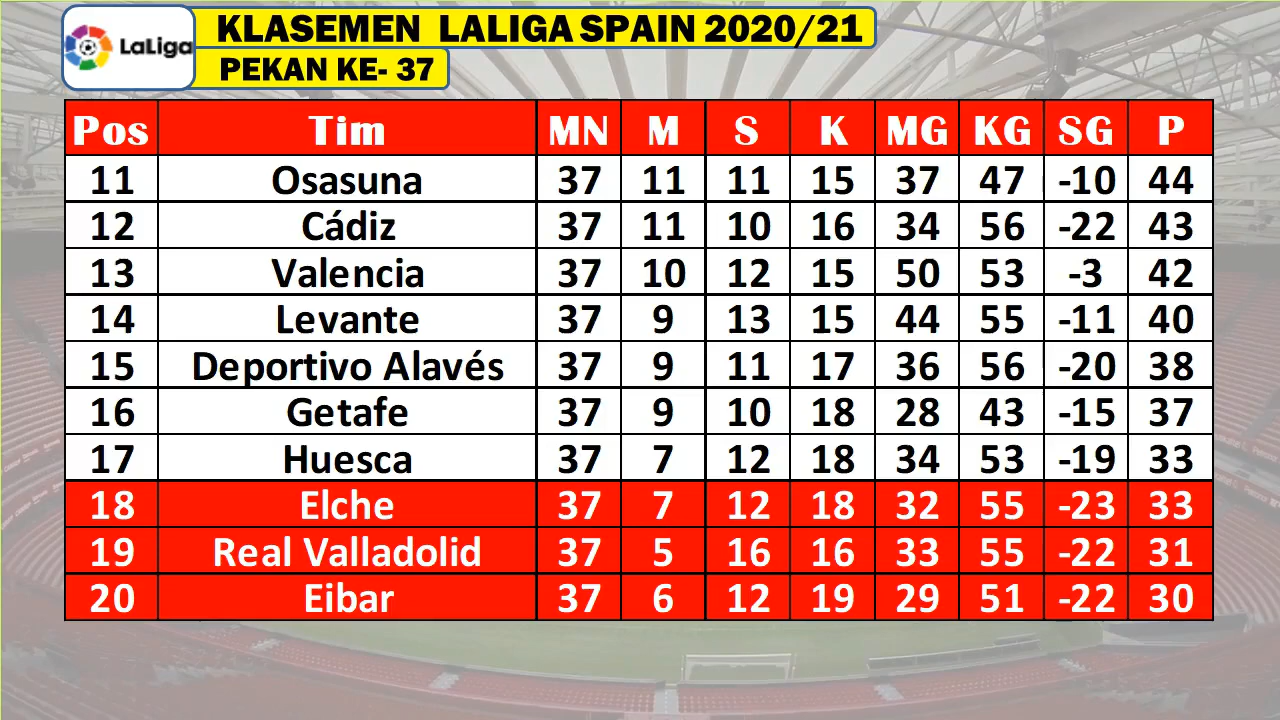 LaLiga
KLASEMEN LALIGA SPAIN 2020/21
PEKAN KE- 37
Pos Tim MN M S K MG KG SG P
11 Osasuna 37 11 11 15 37 47 -10 44
12 Cádiz 37 11 10 16 34 56 -22 43
13 Valencia 37 10 12 15 50 53 -3 42
14 Levante 37 9 13 15 44 55 -11 40
15 Deportivo Alavés 37 9 11 17 36 56 -20 38
16 Getafe 37 9 10 18 28 43 -15 37
17 Huesca 37 7 12 18 34 53 -19 33
18 Elche 37 7 12 18 32 55 -23 33
19 Real Valladolid 37 5 16 16 33 55 -22 31
20 Eibar 37 6 12 19 29 51 -22 30